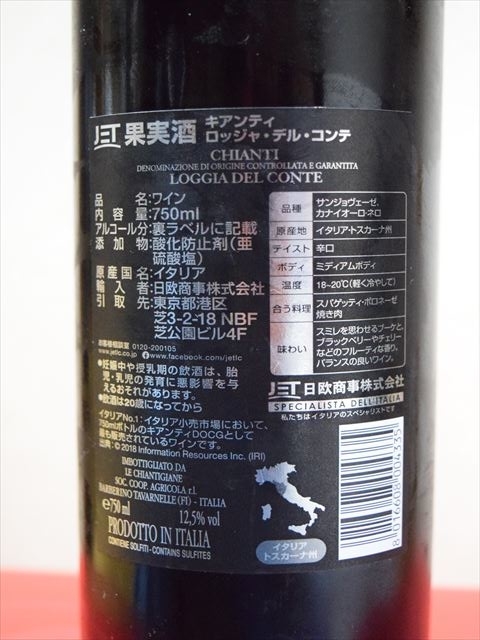 JET 果実酒 キアンティ
ロッジャ・デル・コンテ
CHIANTI
DENOMINAZIONE DI ORIGINE CONTROLLATA E GARANTITA
LOGGIA DEL CONTE
品名:ワイン
内容量:750ml
アルコール分:裏ラベルに記載
添加物:酸化防止剤(亜
硫酸塩)
原産国:イタリア
輸入者:日欧商事株式会社
引取先:東京都港区
芝3-2-18 NBF
芝公園ビル4F
お客様相談室 0120-200105
www.jetlc.co.jp www.facebook.com/jetlc
•妊娠中や授乳期の飲酒は、胎
児・乳児の発育に悪影響を与
えるおそれがあります。
•飲酒は20歳になってから
イタリアNo.1:イタリア小売市場において、
750mlボトルのキアンティDOCGとして
最も販売されているワインです。
出典:© 2018 Information Resources Inc. (IRI)
IMBOTTIGLIATO DA
LE CHIANTIGIANE
SOC. COOP. AGRICOLA r.l.
BARBERINO TAVARNELLE (FI) - ITALIA
℮750 ml 12,5% vol
PRODOTTO IN ITALIA
CONTIENE SOLFITI - CONTAINS SULFITES
品種 サンジョヴェーゼ、
カナイオーロ・ネロ
原産地 イタリア・トスカーナ州
テイスト 辛口
ボディ ミディアムボディ
温度 18~20℃(軽く冷やして)
合う料理 スパゲッティ・ボロネーゼ
焼き肉
味わい スミレを思わせるブーケと、
ブラックベリーやチェリー
などのフルーティな香り。
バランスの良いワイン。
JET 日欧商事株式会社
SPECIALISTA DELL'ITALIA
私たちはイタリアのスペシャリストです
イタリア
トスカーナ州
8 016608 004335